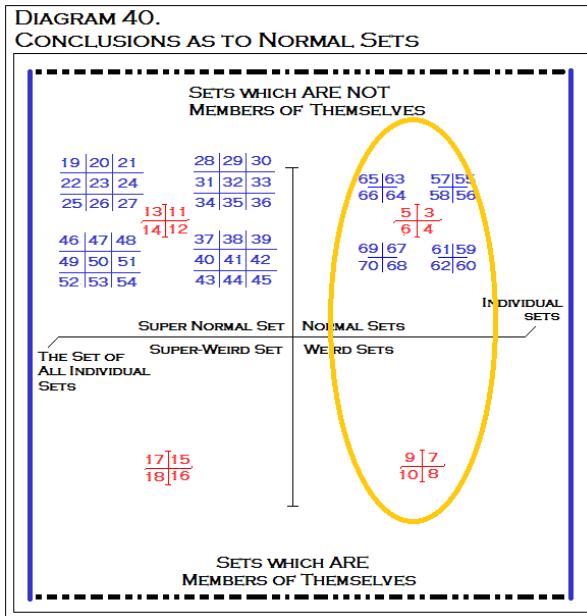 DIAGRAM 40.
CONCLUSIONS AS TO NORMAL SETS
SETS WHICH ARE NOT
MEMBERS OF THEMSELVES
19 20 21
22 23 24
25 26 27
28 29 30
31 32 33
34 35 36
13 11
14 12
46 47 48
49 50 51
52 53 54
37 38 39
40 41 42
43 44 45
65 63
66 64
57 55
58 56
5 3
6 4
69 67
70 68
61 59
62 60
INDIVIDUAL
SETS
SUPER NORMAL SET
NORMAL SETS
SUPER-WEIRD SET
WEIRD SETS
THE SET OF
ALL INDIVIDUAL
SETS
17 15
18 16
9 7
10 8
SETS WHICH ARE
MEMBERS OF THEMSELVES